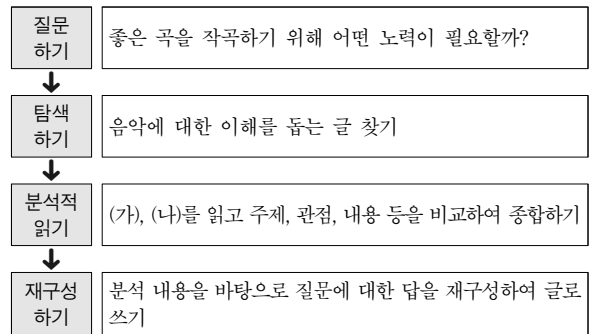 질문
하기
좋은 곡을 작곡하기 위해 어떤 노력이 필요할까?
탐색
하기
음악에 대한 이해를 돕는 글 찾기
분석적
읽기
(가), (나)를 읽고 주제, 관점, 내용 등을 비교하여 종합하기
재구성
하기
분석 내용을 바탕으로 질문에 대한 답을 재구성하여 글로
쓰기